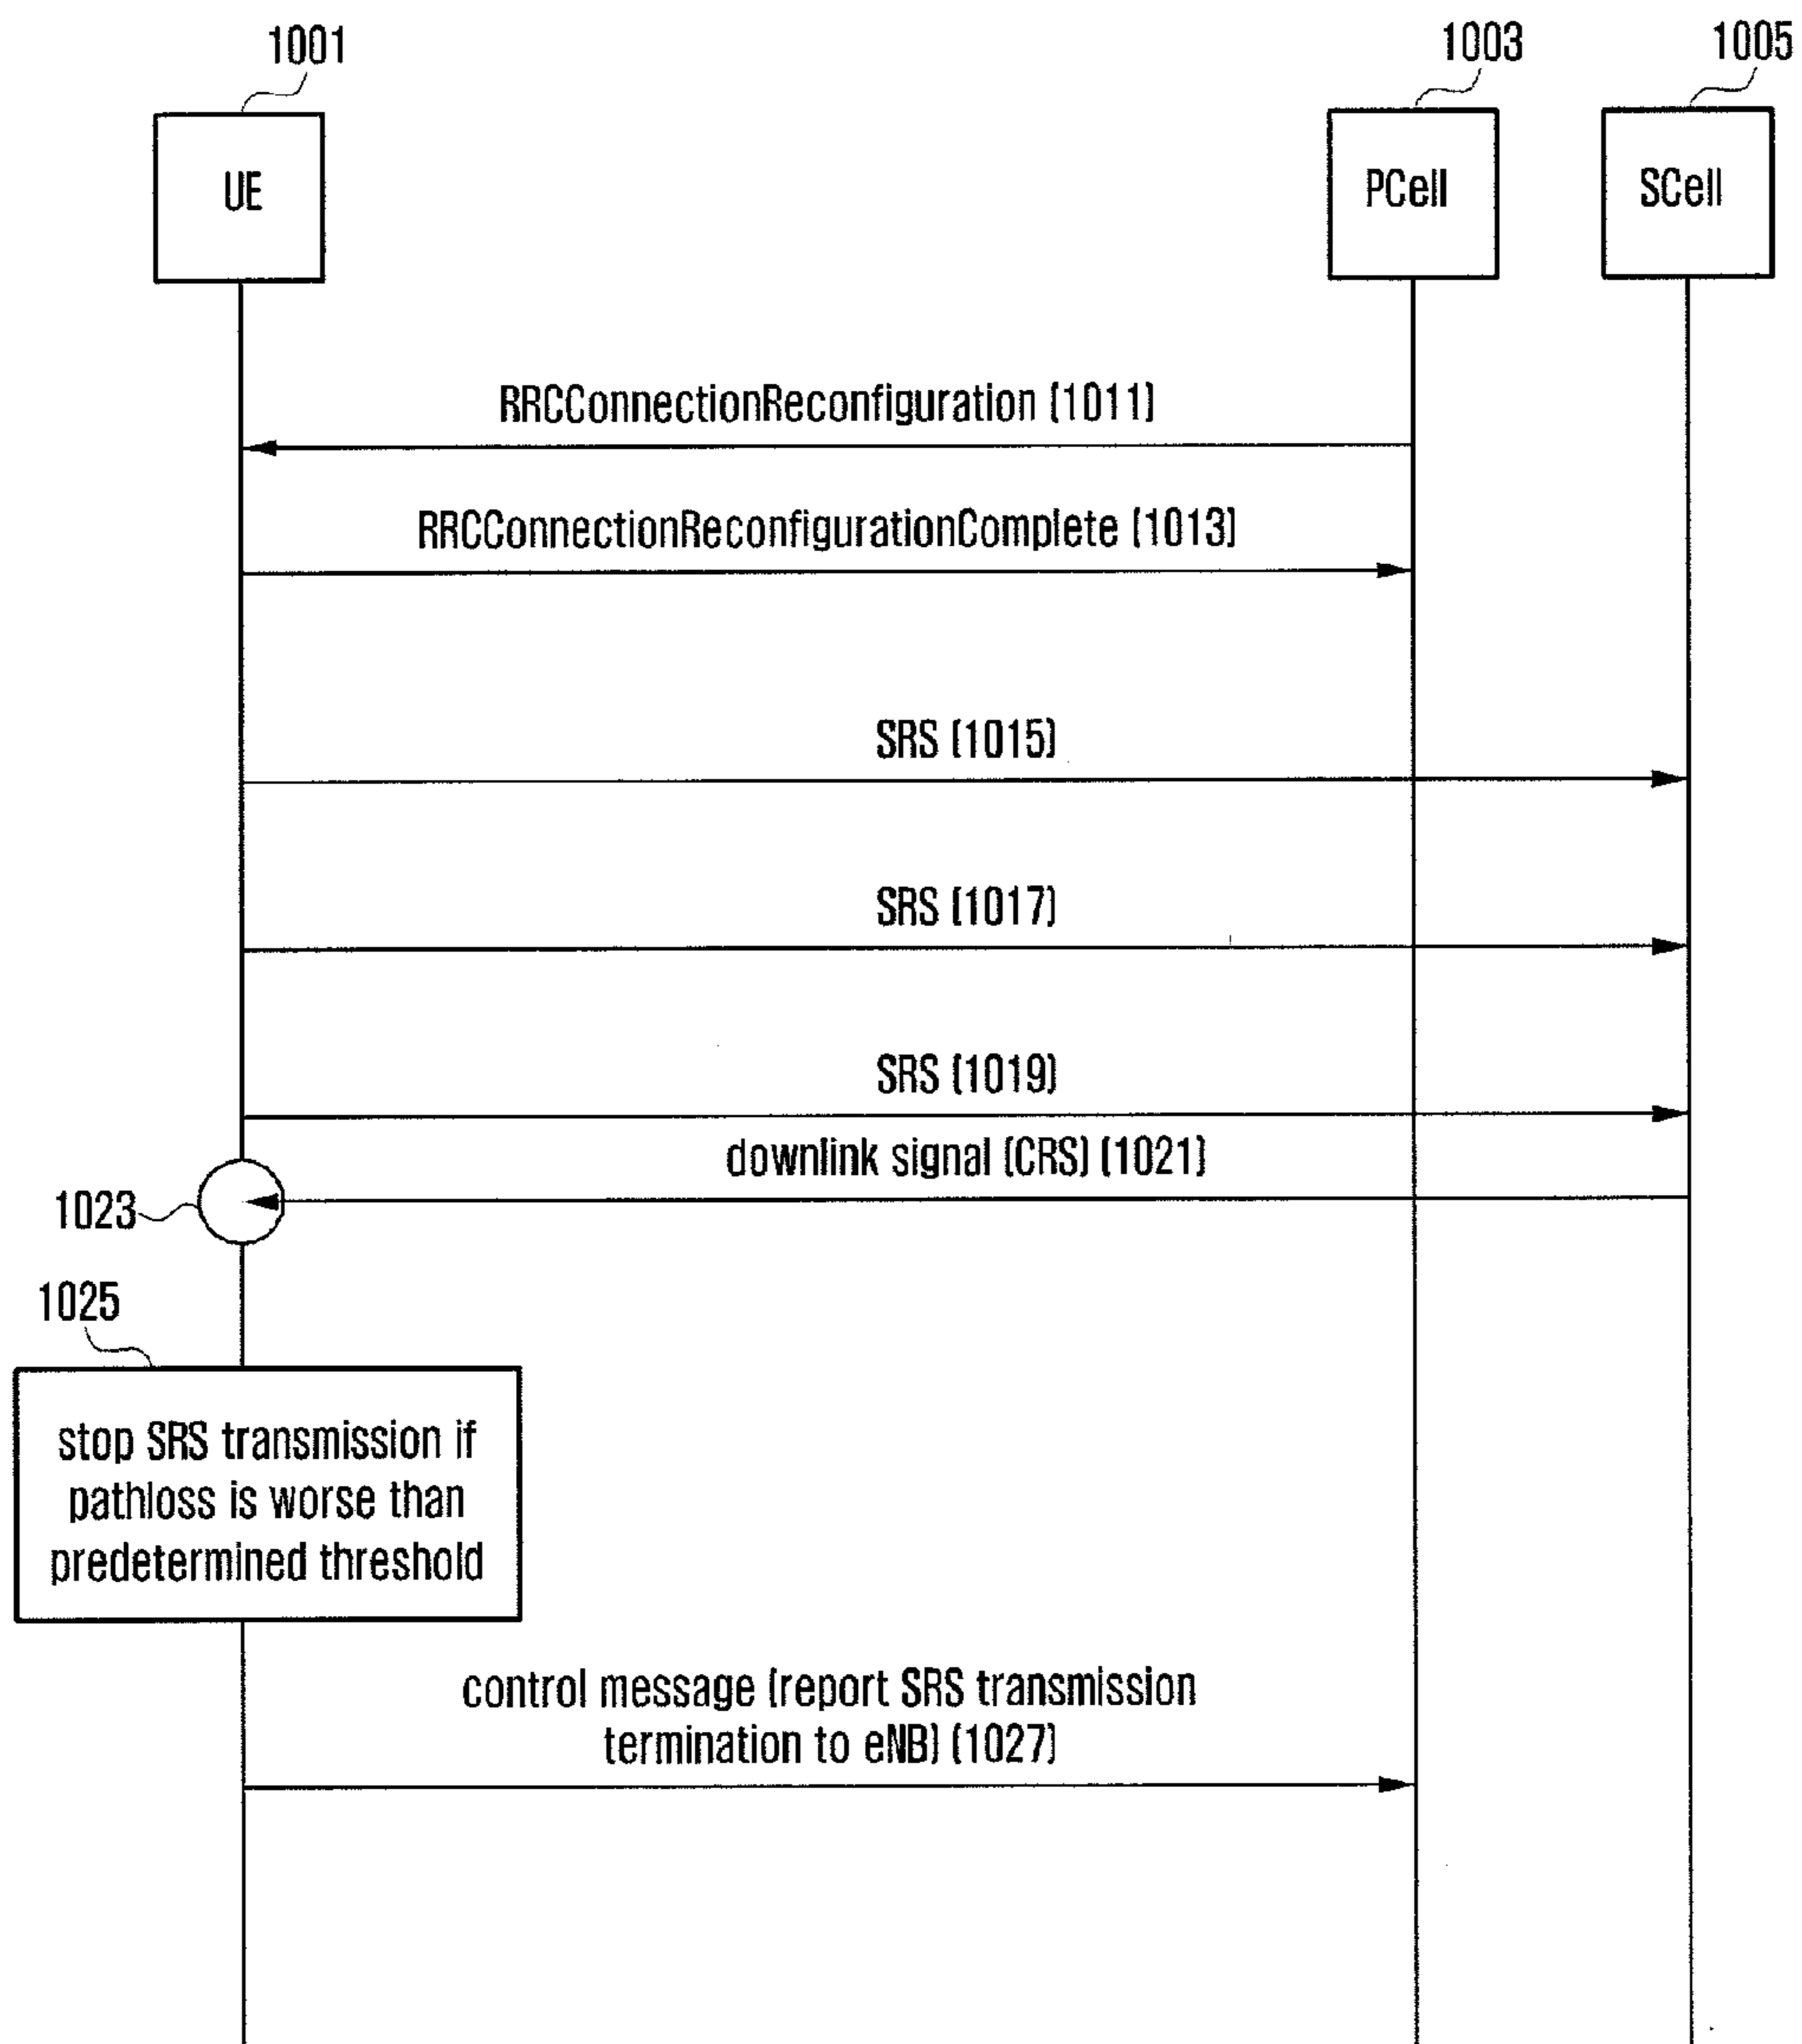 1001
1003
1005
UE
PCell
SCell
RRCConnectionReconfiguration (1011)
RRCConnectionReconfigurationComplete (1013)
SRS (1015)
SRS (1017)
SRS (1019)
downlink signal (CRS) (1021)
1023
1025
stop SRS transmission if
pathloss is worse than
predetermined threshold
control message (report SRS transmission
termination to eNB) (1027)